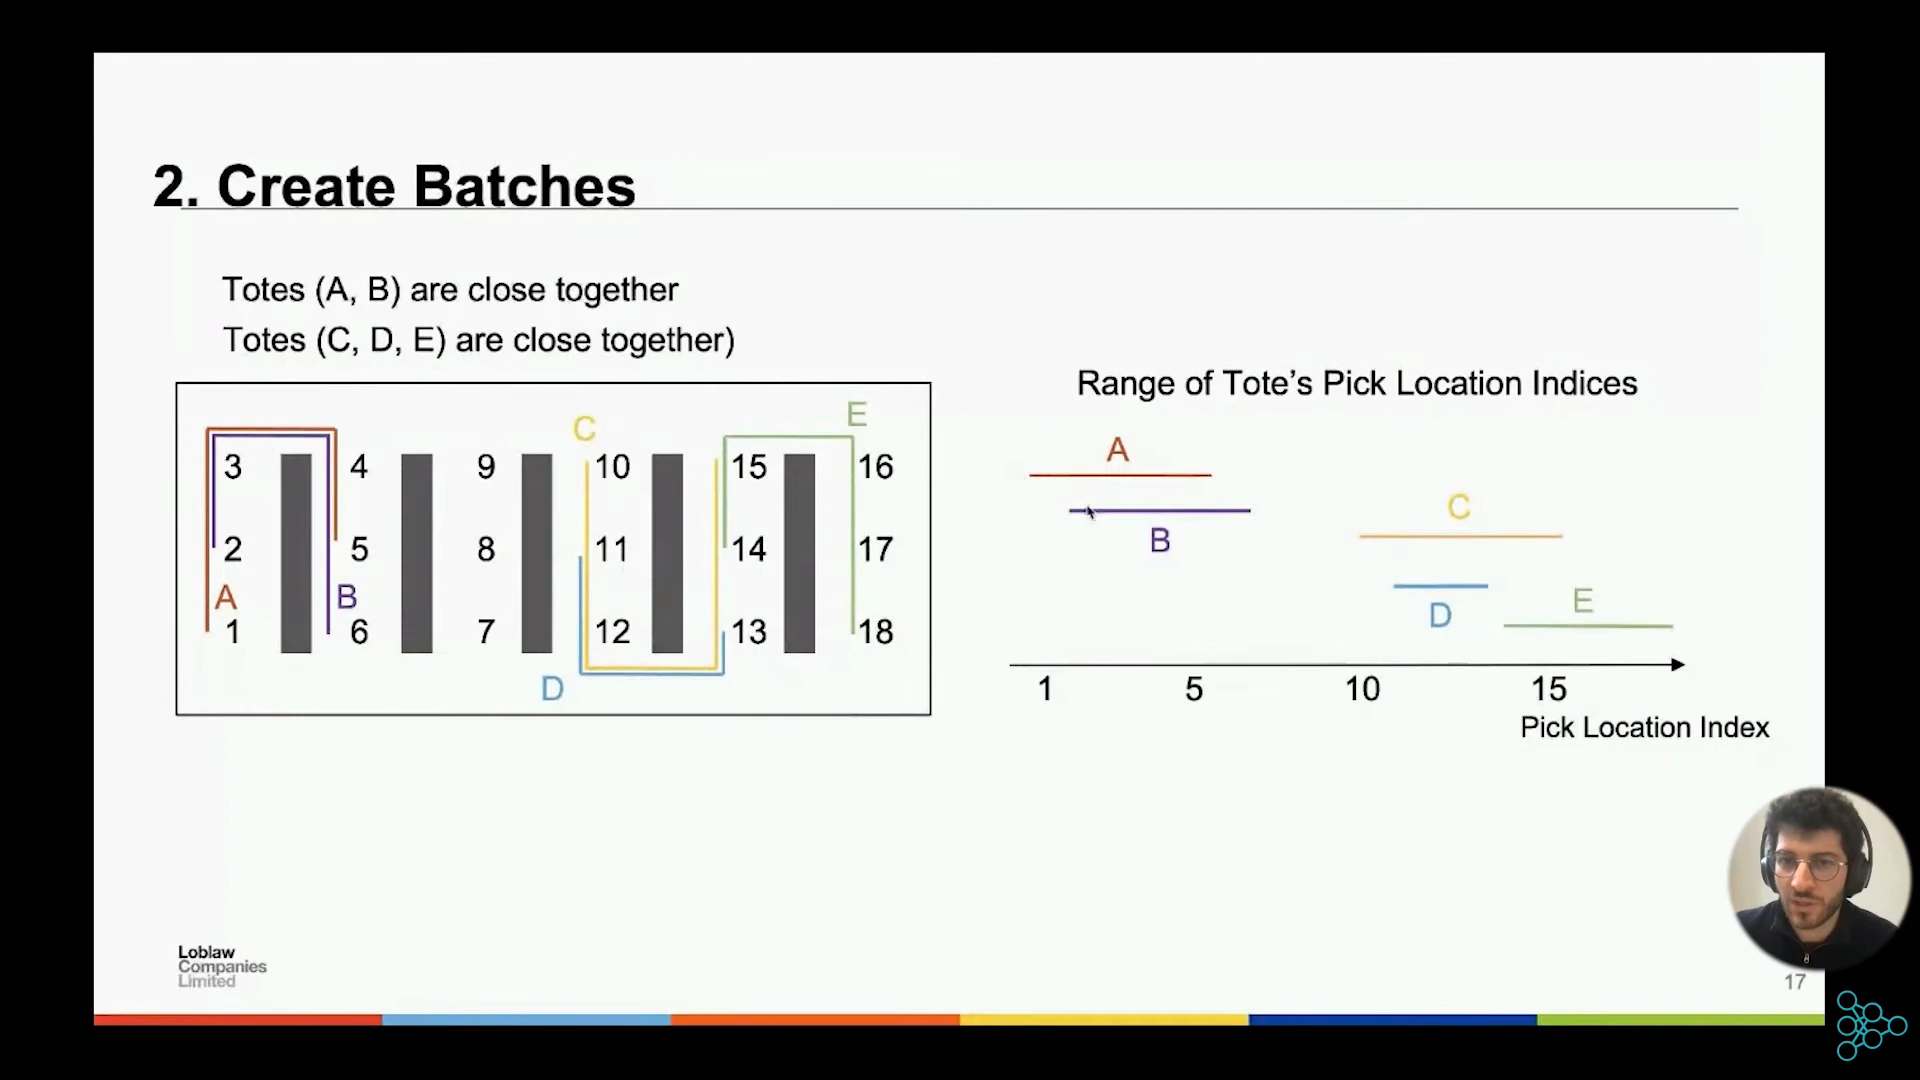 2. Create Batches
Totes (A, B) are close together
Totes (C, D, E) are close together)
Range of Tote's Pick Location Indices
C E
3 4 9 10 15 16
2 5 8 11 14 17
A B
1 6 7 12 13 18
D
A
B
C
D
E
1 5 10 15
Pick Location Index
Loblaw
Companies
Limited
17